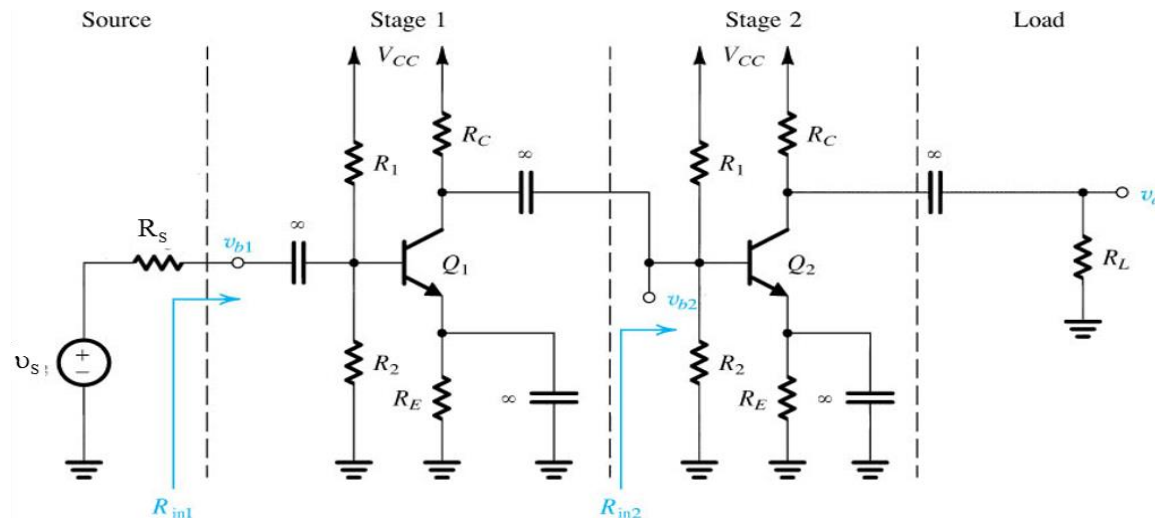 Source
Stage 1
Stage 2
Load
V_CC
V_CC
R_C
R_C
R_1
∞
R_1
∞
R_S
v_b1
∞
Q_1
Q_2
v_b2
R_L
υ_S
+
−
R_2
R_E
∞
R_2
R_E
∞
R_in1
R_in2